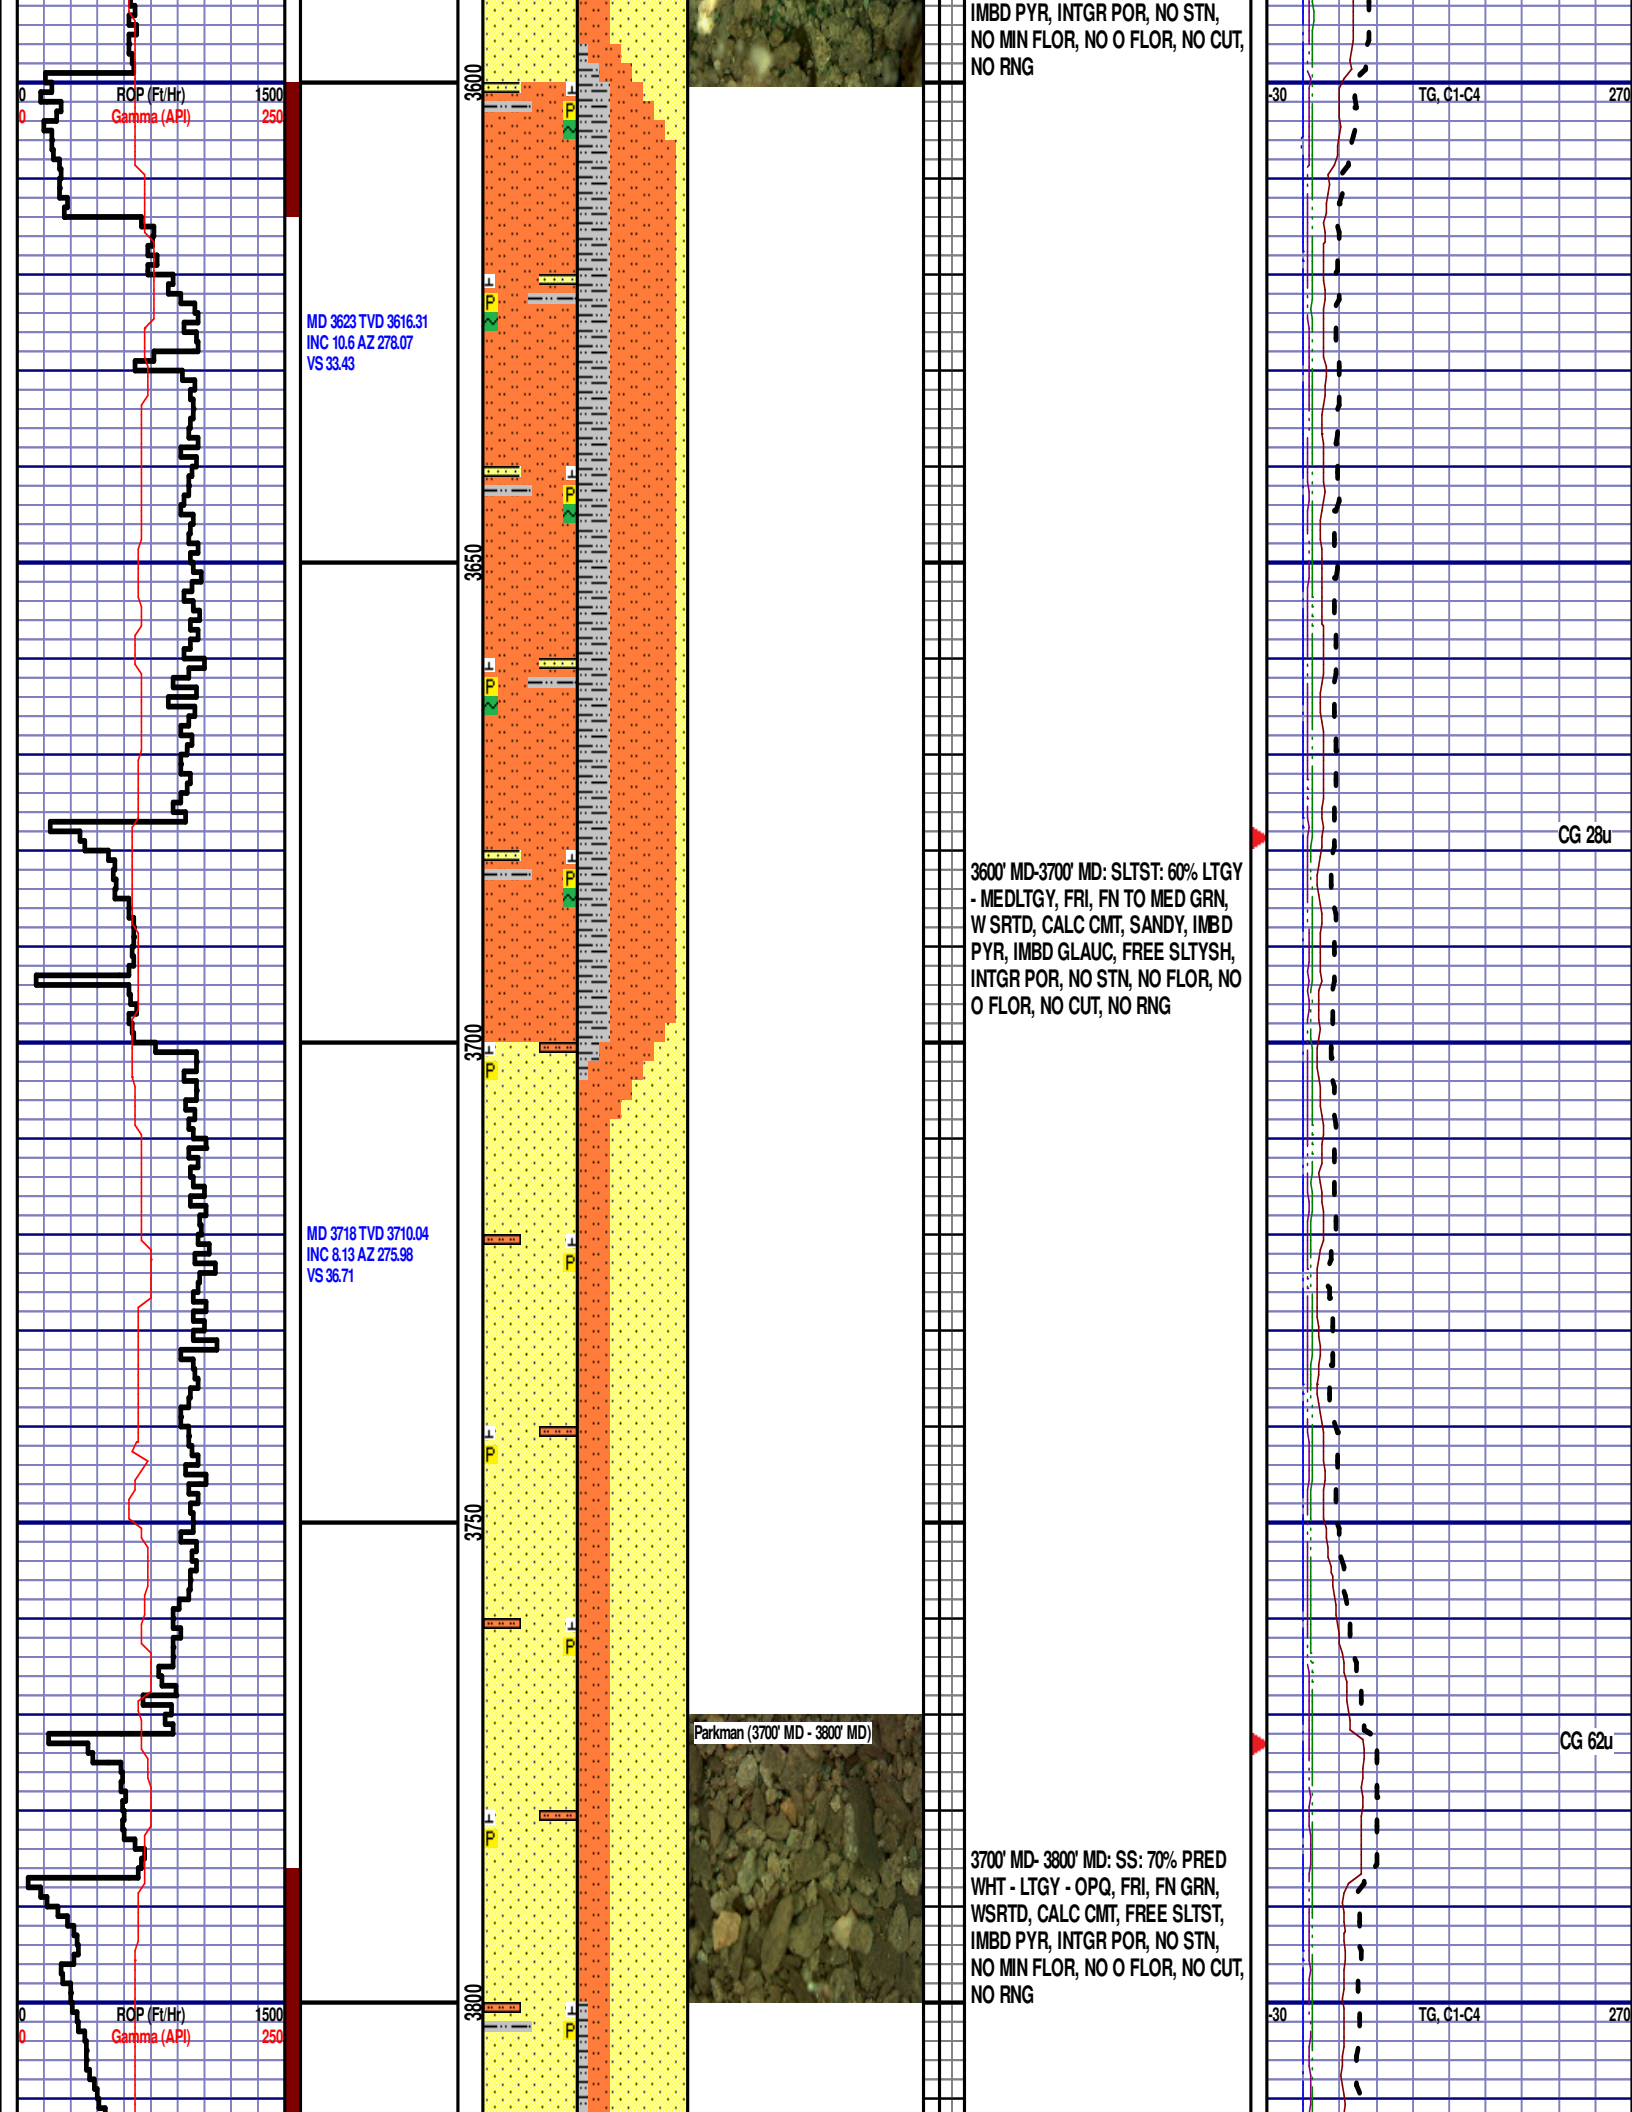 IMBD PYR, INTGR POR, NO STN,
NO MIN FLOR, NO O FLOR, NO CUT,
NO RNG
3600
0 ROP (Ft/Hr) 1500
0 Gamma (API) 250
-30 TG, C1-C4 270
P
MD 3623 TVD 3616.31
INC 10.6 AZ 278.07
VS 33.43
P
P
3650
P
CG 28u
P
3600' MD-3700' MD: SLTST: 60% LTGY
- MEDLTGY, FRI, FN TO MED GRN,
W SRTD, CALC CMT, SANDY, IMBD
PYR, IMBD GLAUC, FREE SLTYSH,
INTGR POR, NO STN, NO FLOR, NO
O FLOR, NO CUT, NO RNG
3700
P
MD 3718 TVD 3710.04
INC 8.13 AZ 275.98
VS 36.71
P
P
3750
P
Parkman (3700' MD - 3800' MD)
CG 62u
P
3700' MD- 3800' MD: SS: 70% PRED
WHT - LTGY - OPQ, FRI, FN GRN,
WSRTD, CALC CMT, FREE SLTST,
IMBD PYR, INTGR POR, NO STN,
NO MIN FLOR, NO O FLOR, NO CUT,
NO RNG
3800
0 ROP (Ft/Hr) 1500
0 Gamma (API) 250
-30 TG, C1-C4 270
P